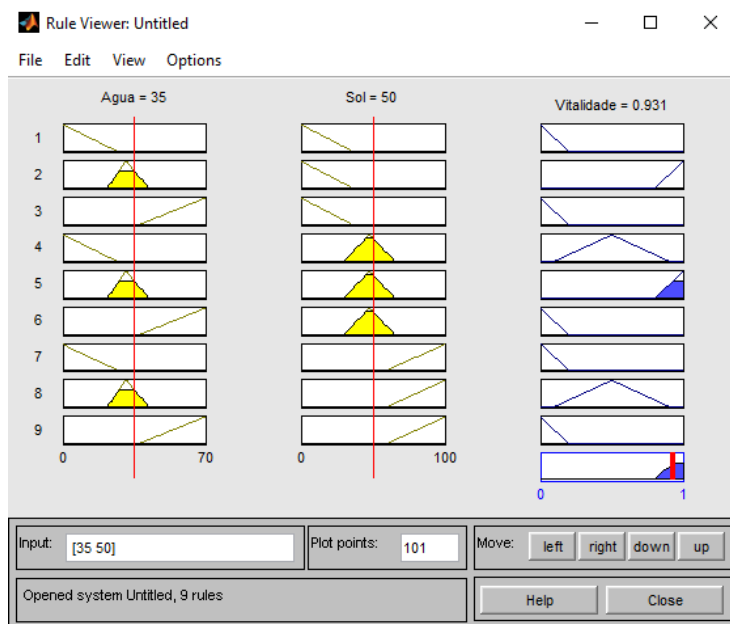 Rule Viewer: Untitled
File Edit View Options
Agua = 35 Sol = 50 Vitalidade = 0.931
1
2
3
4
5
6
7
8
9
0 70 0 100
0 1
Input: [35 50] Plot points: 101 Move: left right down up
Opened system Untitled, 9 rules Help Close